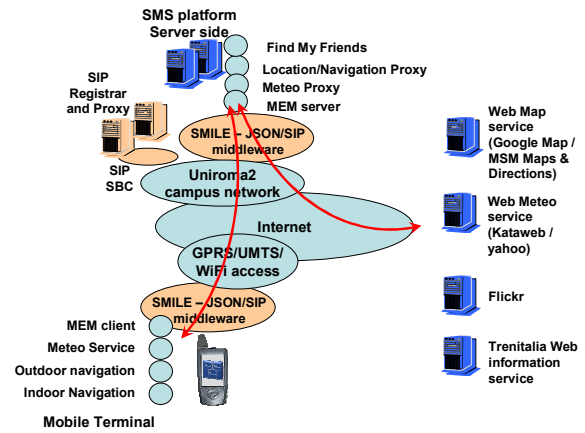 SMS platform
Server side
Find My Friends
Location/Navigation Proxy
Meteo Proxy
MEM server
SIP
Registrar
and Proxy
SIP
SBC
SMILE – JSON/SIP
middleware
Uniroma2
campus network
Internet
GPRS/UMTS/
WiFi access
SMILE – JSON/SIP
middleware
MEM client
Meteo Service
Outdoor navigation
Indoor Navigation
Mobile Terminal
Web Map
service
(Google Map /
MSM Maps &
Directions)
Web Meteo
service
(Kataweb /
yahoo)
Flickr
Trenitalia Web
information
service